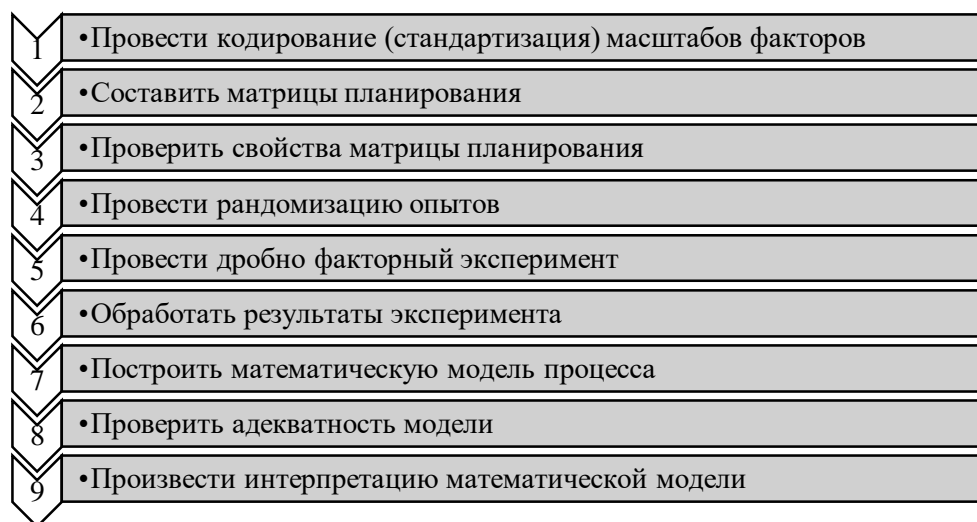 1 •Провести кодирование (стандартизация) масштабов факторов
2 •Составить матрицы планирования
3 •Проверить свойства матрицы планирования
4 •Провести рандомизацию опытов
5 •Провести дробно факторный эксперимент
6 •Обработать результаты эксперимента
7 •Построить математическую модель процесса
8 •Проверить адекватность модели
9 •Произвести интерпретацию математической модели